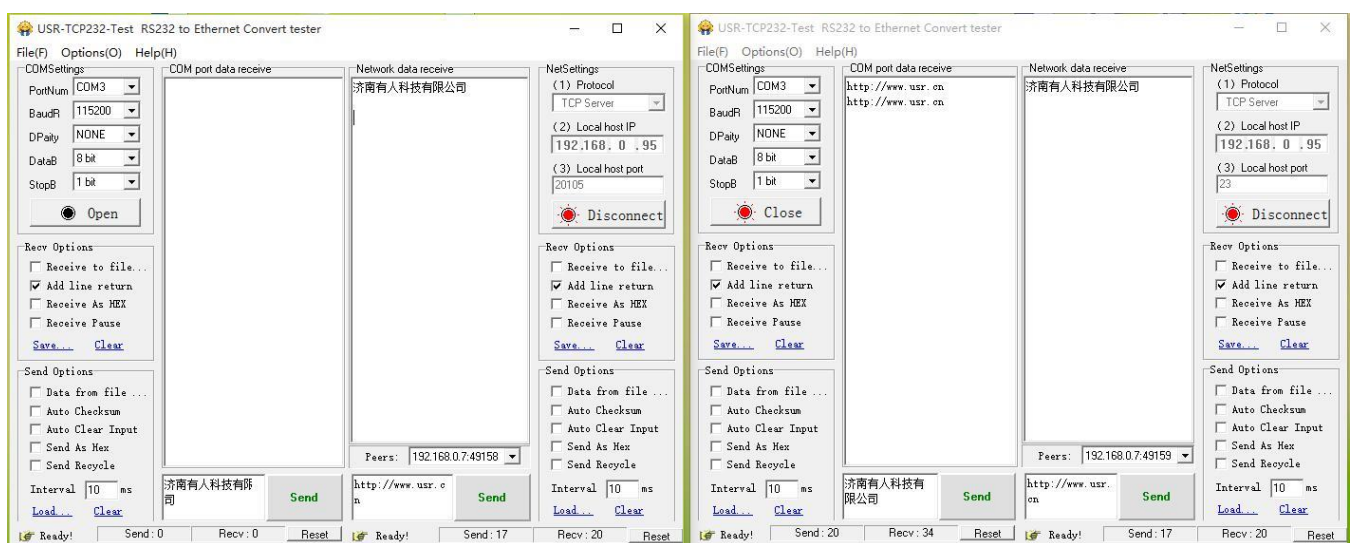 USR-TCP232-Test RS232 to Ethernet Convert tester
File(F) Options(O) Help(H)
COMSettings
PortNum COM3
BaudR 115200
DPaity NONE
DataB 8 bit
StopB 1 bit
Open
Recv Options
Receive to file...
Add line return
Receive As HEX
Receive Pause
Save... Clear
Send Options
Data from file ...
Auto Checksum
Auto Clear Input
Send As Hex
Send Recycle
Interval 10 ms
Load... Clear
COM port data receive
济南有人科技有限
司
Send
Network data receive
济南有人科技有限公司
Peers: 192.168.0.7:49158
http://www.usr.c
n
Send
NetSettings
(1) Protocol
TCP Server
(2) Local host IP
192.168. 0 .95
(3) Local host port
20105
Disconnect
Recv Options
Receive to file...
Add line return
Receive As HEX
Receive Pause
Save... Clear
Send Options
Data from file ...
Auto Checksum
Auto Clear Input
Send As Hex
Send Recycle
Interval 10 ms
Load... Clear
Ready! Send : 0 Recv : 0 Reset Ready! Send : 17 Recv : 20 Reset
USR-TCP232-Test RS232 to Ethernet Convert tester
File(F) Options(O) Help(H)
COMSettings
PortNum COM3
BaudR 115200
DPaity NONE
DataB 8 bit
StopB 1 bit
Close
Recv Options
Receive to file...
Add line return
Receive As HEX
Receive Pause
Save... Clear
Send Options
Data from file ...
Auto Checksum
Auto Clear Input
Send As Hex
Send Recycle
Interval 10 ms
Load... Clear
COM port data receive
http://www.usr.cn
http://www.usr.cn
济南有人科技有
限公司
Send
Network data receive
济南有人科技有限公司
Peers: 192.168.0.7:49159
http://www.usr.
cn
Send
NetSettings
(1) Protocol
TCP Server
(2) Local host IP
192.168. 0 .95
(3) Local host port
23
Disconnect
Recv Options
Receive to file...
Add line return
Receive As HEX
Receive Pause
Save... Clear
Send Options
Data from file ...
Auto Checksum
Auto Clear Input
Send As Hex
Send Recycle
Interval 10 ms
Load... Clear
Ready! Send : 20 Recv : 34 Reset Ready! Send : 17 Recv : 20 Reset